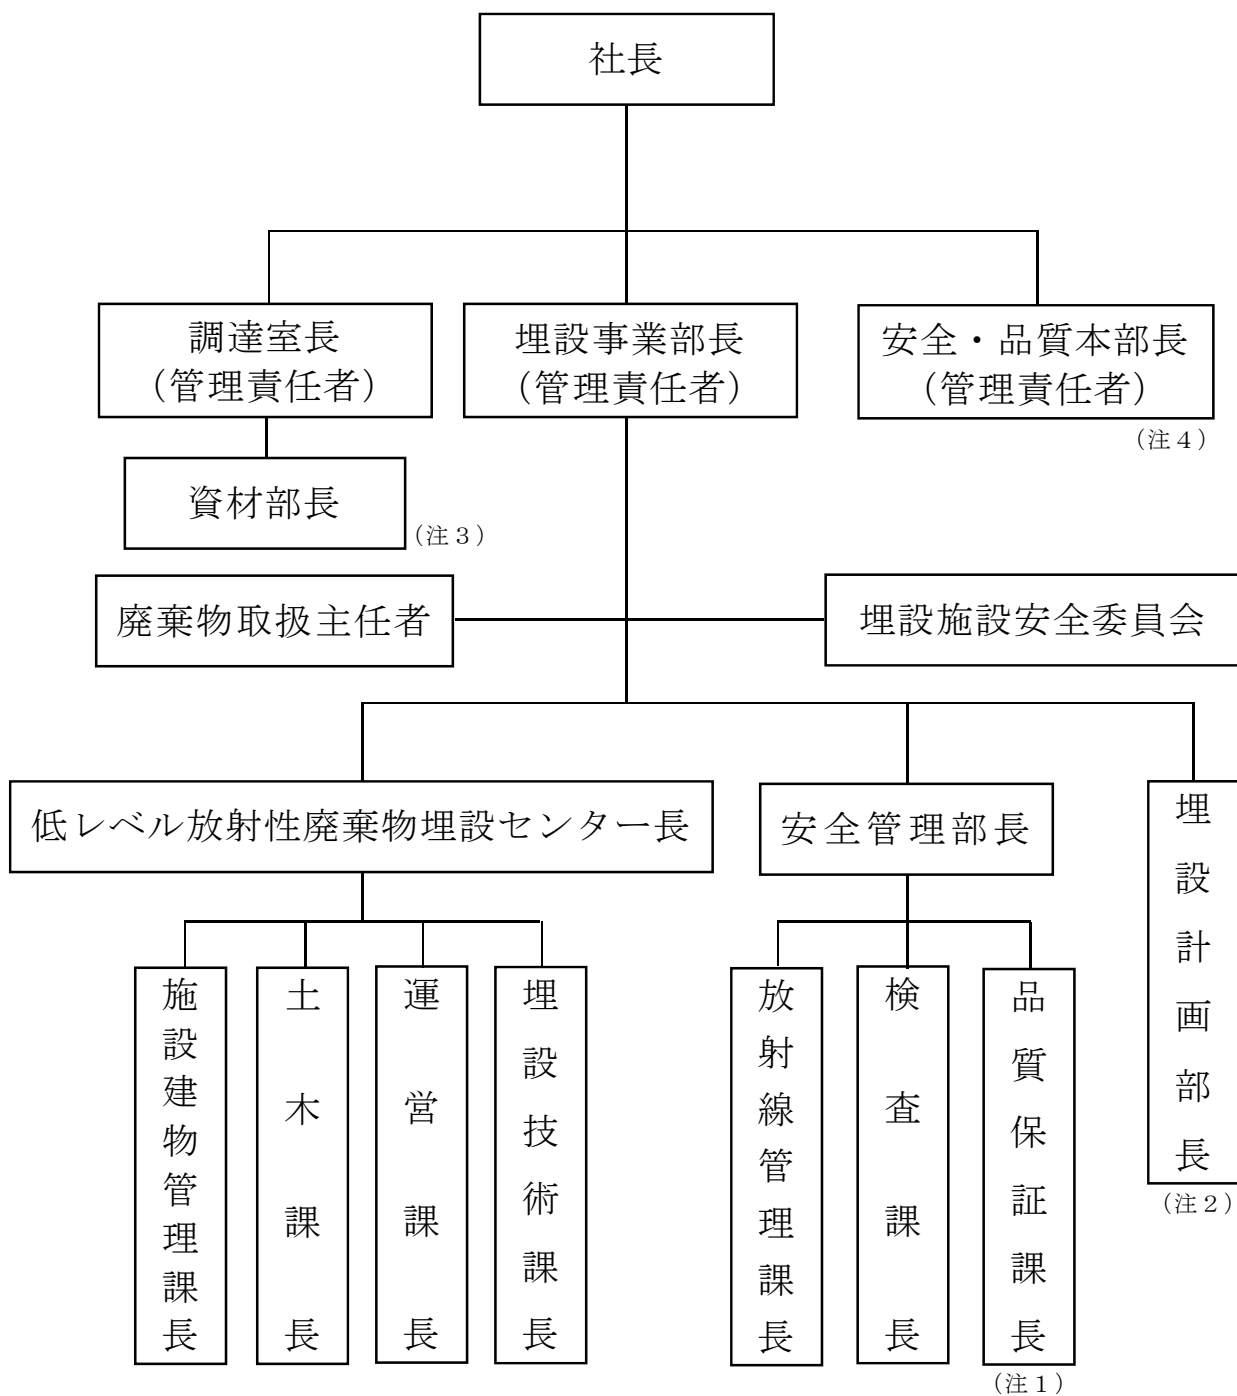 社長
調達室長
（管理責任者）
埋設事業部長
（管理責任者）
安全・品質本部長
（管理責任者）
（注４）
資材部長
（注３）
廃棄物取扱主任者
埋設施設安全委員会
低レベル放射性廃棄物埋設センター長
安全管理部長
埋設計画部長
（注２）
施設建物管理課長
土木課長
運営課長
埋設技術課長
放射線管理課長
検査課長
品質保証課長
（注１）